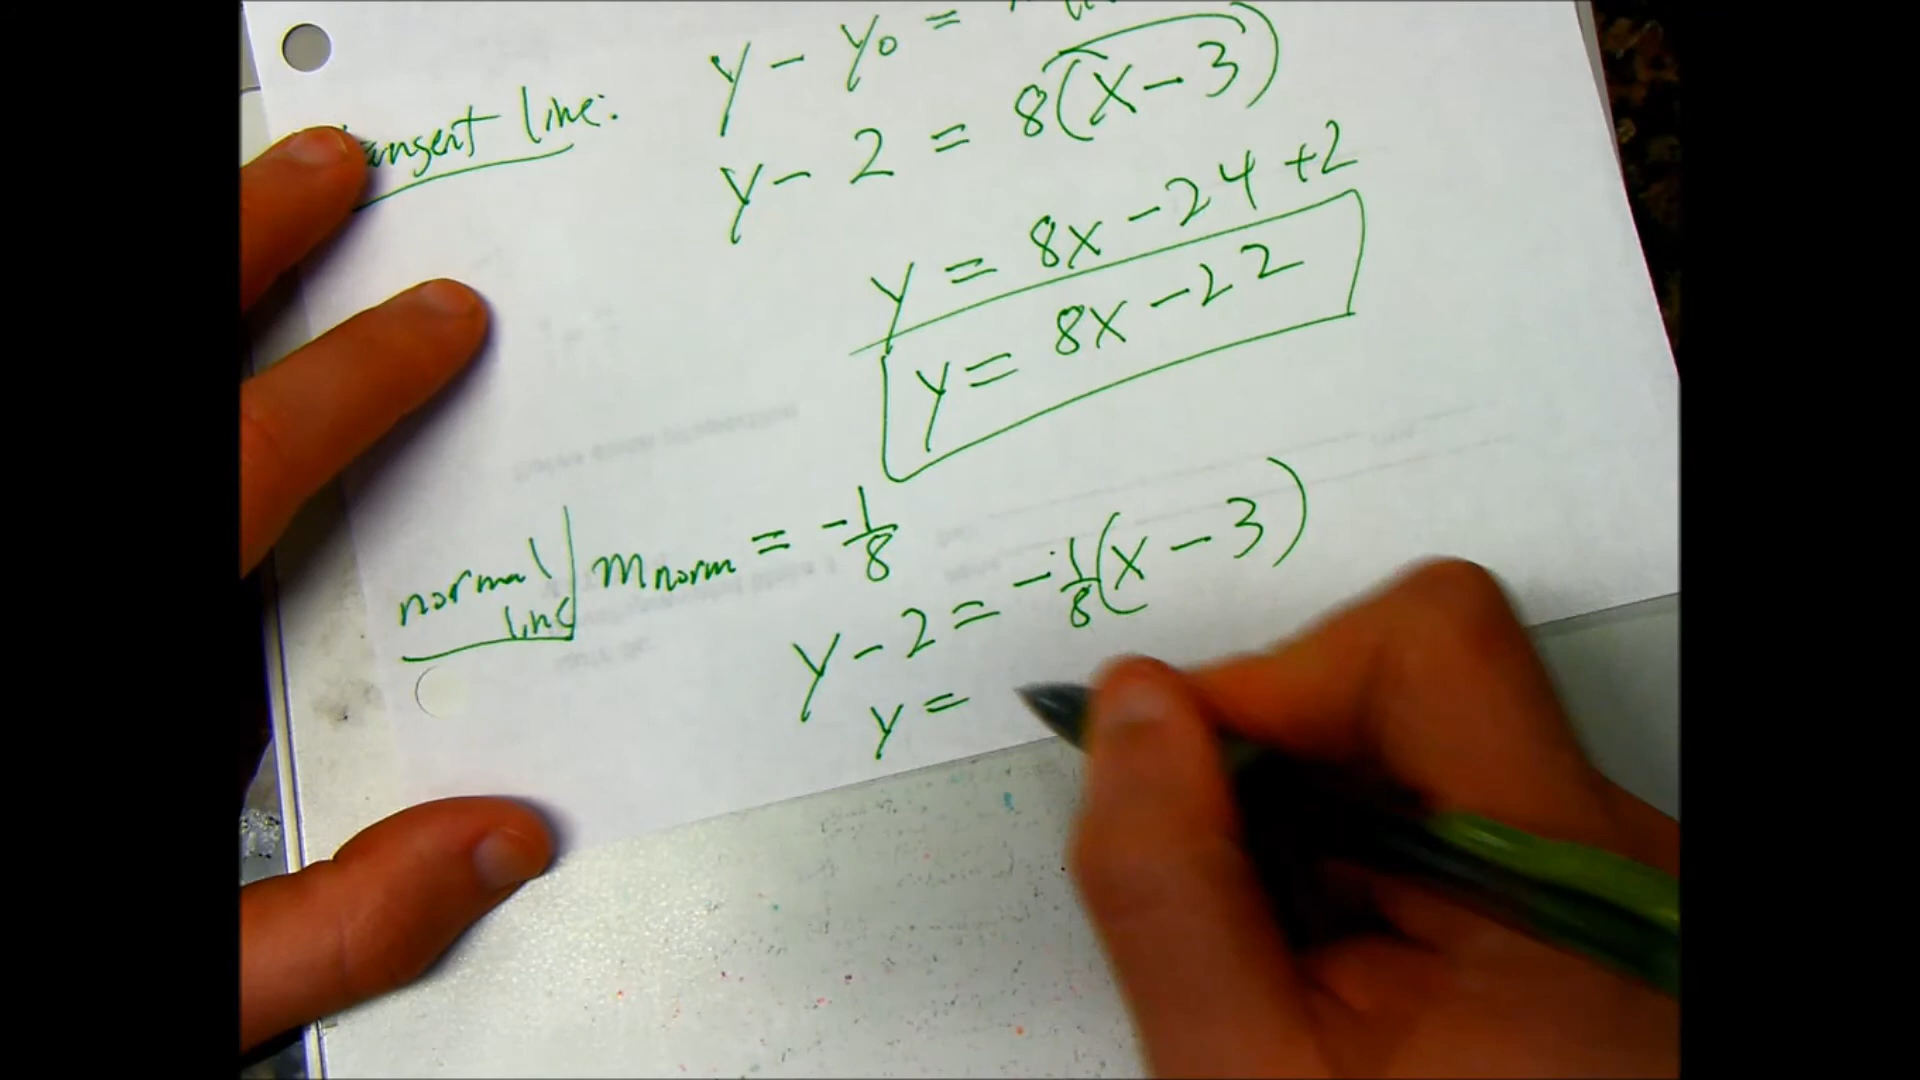 y - y₀ =
tangent line:
y - 2 = 8(x - 3)
y = 8x - 24 + 2
y = 8x - 22
normal line
m norm = -1/8
y - 2 = -1/8(x - 3)
y =